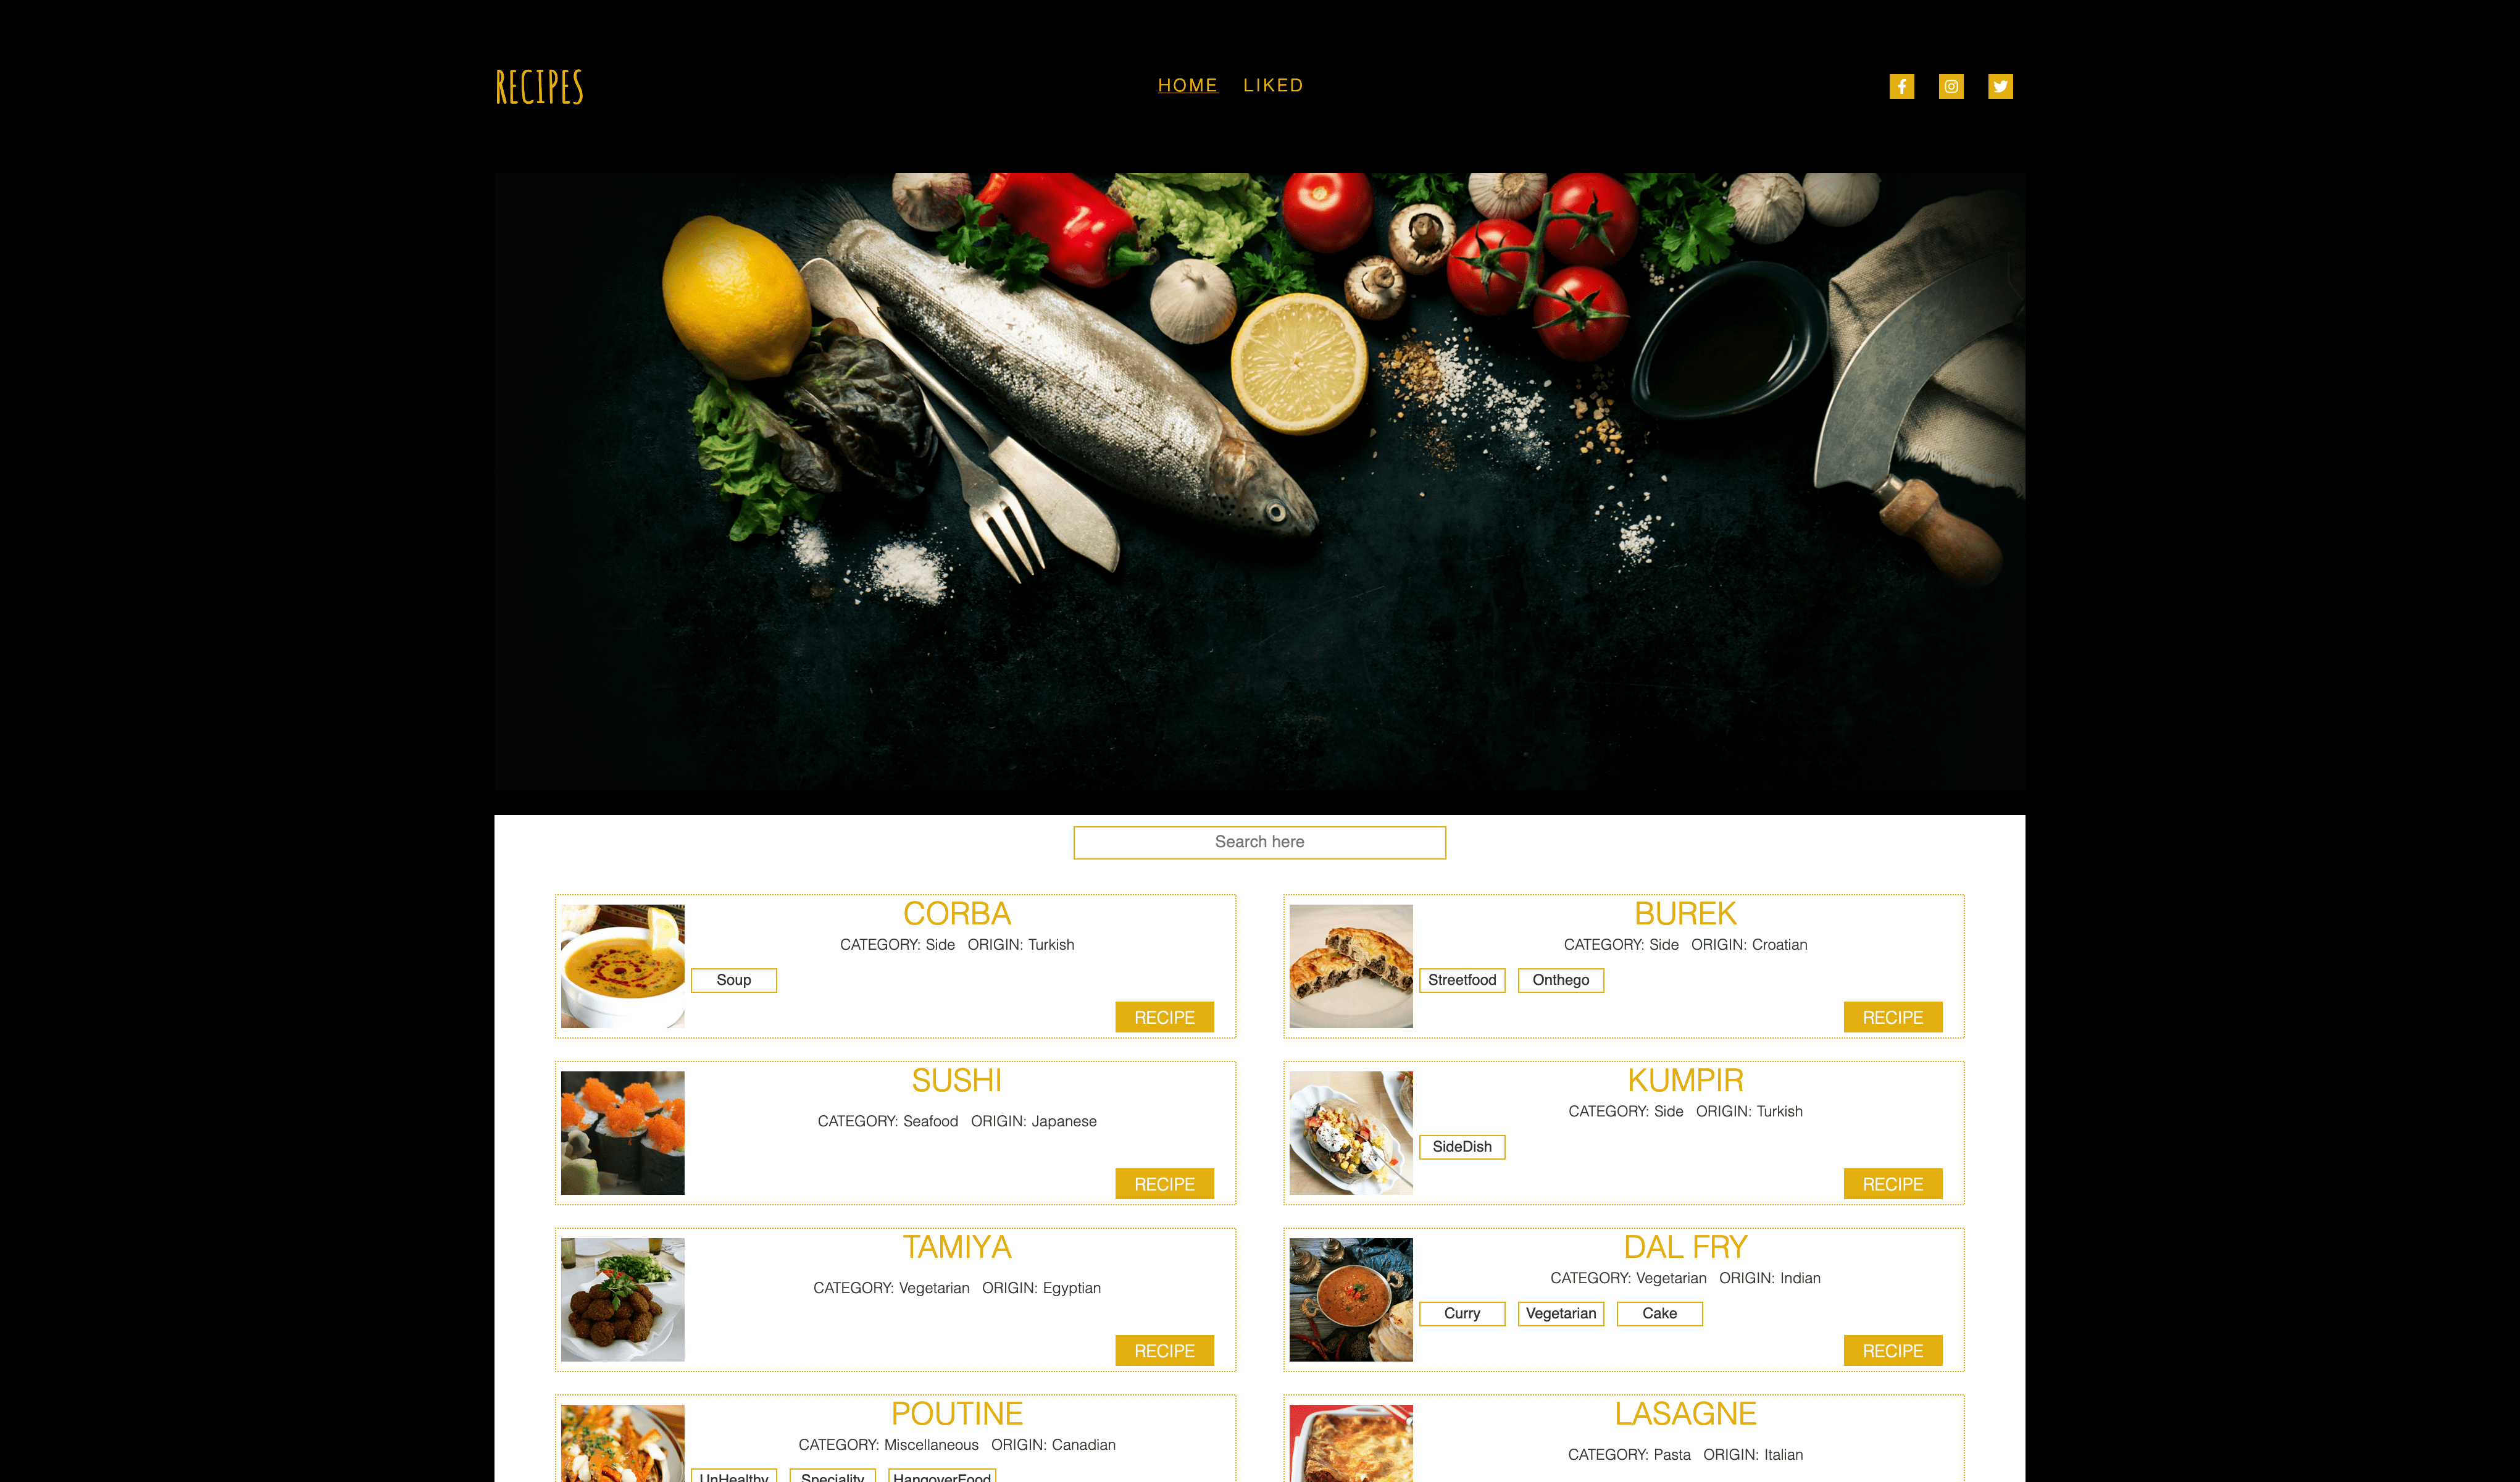 RECIPES
HOME LIKED
Search here
CORBA
CATEGORY: Side ORIGIN: Turkish
Soup
RECIPE
BUREK
CATEGORY: Side ORIGIN: Croatian
Streetfood Onthego
RECIPE
SUSHI
CATEGORY: Seafood ORIGIN: Japanese
RECIPE
KUMPIR
CATEGORY: Side ORIGIN: Turkish
SideDish
RECIPE
TAMIYA
CATEGORY: Vegetarian ORIGIN: Egyptian
RECIPE
DAL FRY
CATEGORY: Vegetarian ORIGIN: Indian
Curry Vegetarian Cake
RECIPE
POUTINE
CATEGORY: Miscellaneous ORIGIN: Canadian
UnHealthy Speciality HangoverFood
LASAGNE
CATEGORY: Pasta ORIGIN: Italian